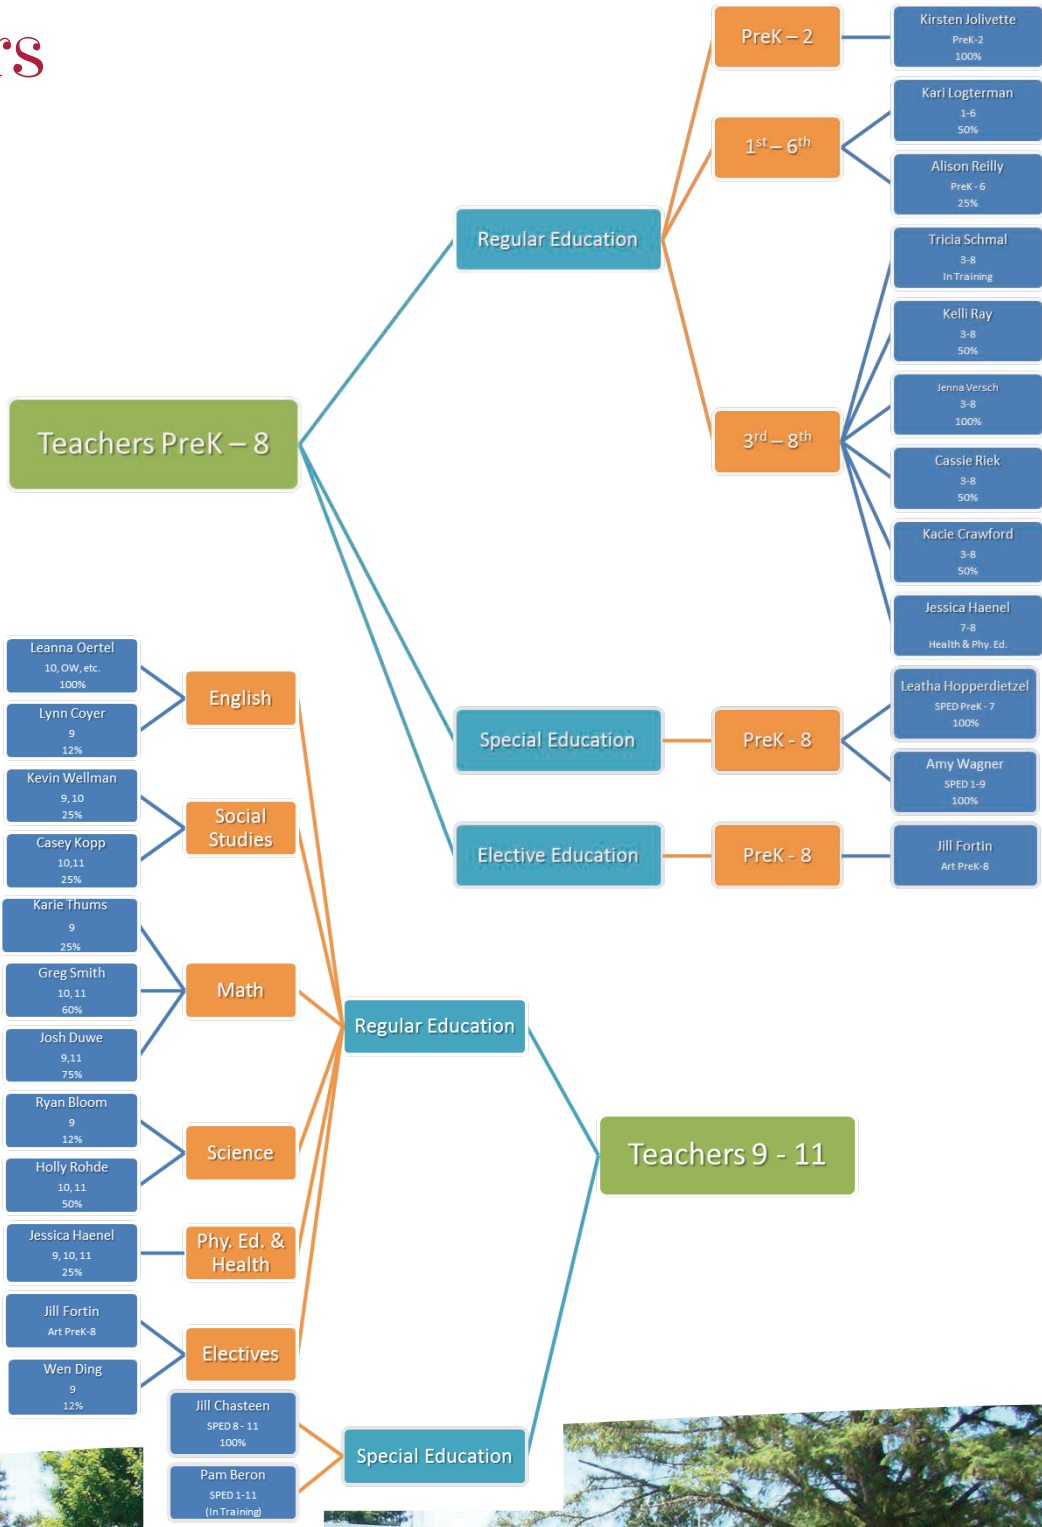 rs
PreK – 2
Kirsten Jolivette
PreK-2
100%
1st – 6th
Kari Logterman
1-6
50%
Alison Reilly
PreK - 6
25%
Regular Education
Tricia Schmal
3-8
In Training
Kelli Ray
3-8
50%
Teachers PreK – 8
3rd – 8th
Jenna Versch
3-8
100%
Cassie Riek
3-8
50%
Kacie Crawford
3-8
50%
Jessica Haenel
7-8
Health & Phy. Ed.
Special Education
PreK - 8
Leatha Hopperdietzel
SPED PreK - 7
100%
Amy Wagner
SPED 1-9
100%
Elective Education
PreK - 8
Jill Fortin
Art PreK-8
Leanna Oertel
10, OW, etc.
100%
English
Lynn Coyer
9
12%
Kevin Wellman
9, 10
25%
Social
Studies
Casey Kopp
10,11
25%
Karie Thums
9
25%
Greg Smith
10, 11
60%
Math
Regular Education
Josh Duwe
9,11
75%
Ryan Bloom
9
12%
Science
Teachers 9 - 11
Holly Rohde
10, 11
50%
Jessica Haenel
9, 10, 11
25%
Phy. Ed. &
Health
Jill Fortin
Art PreK-8
Electives
Wen Ding
9
12%
Jill Chasteen
SPED 8 - 11
100%
Special Education
Pam Beron
SPED 1-11
(In Training)